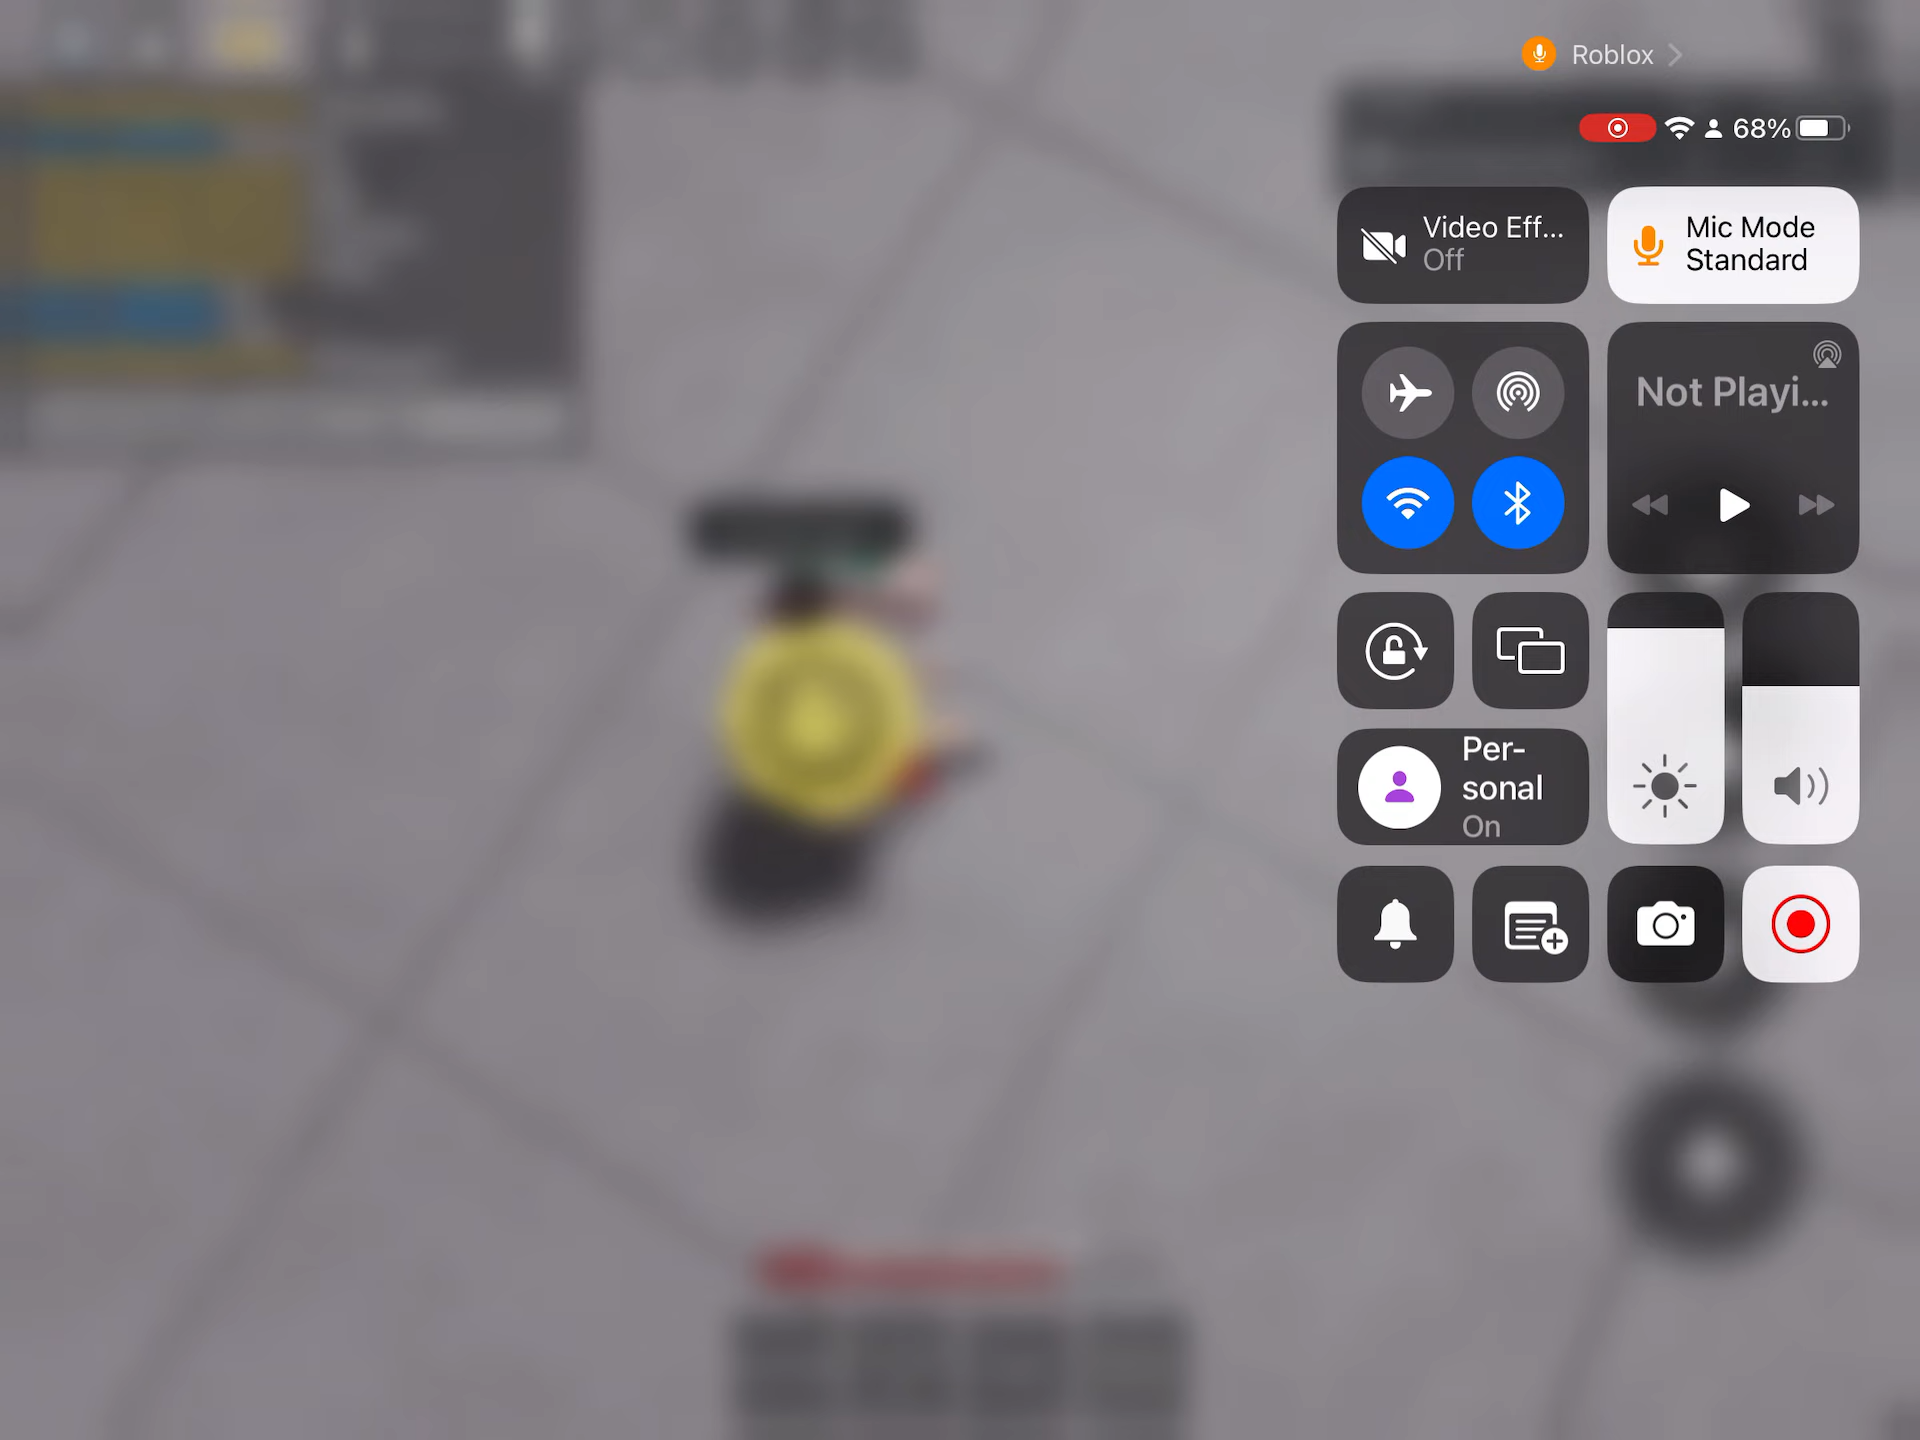 Roblox
68%
Video Eff...
Off
Mic Mode
Standard
Not Playi...
Per-
sonal
On